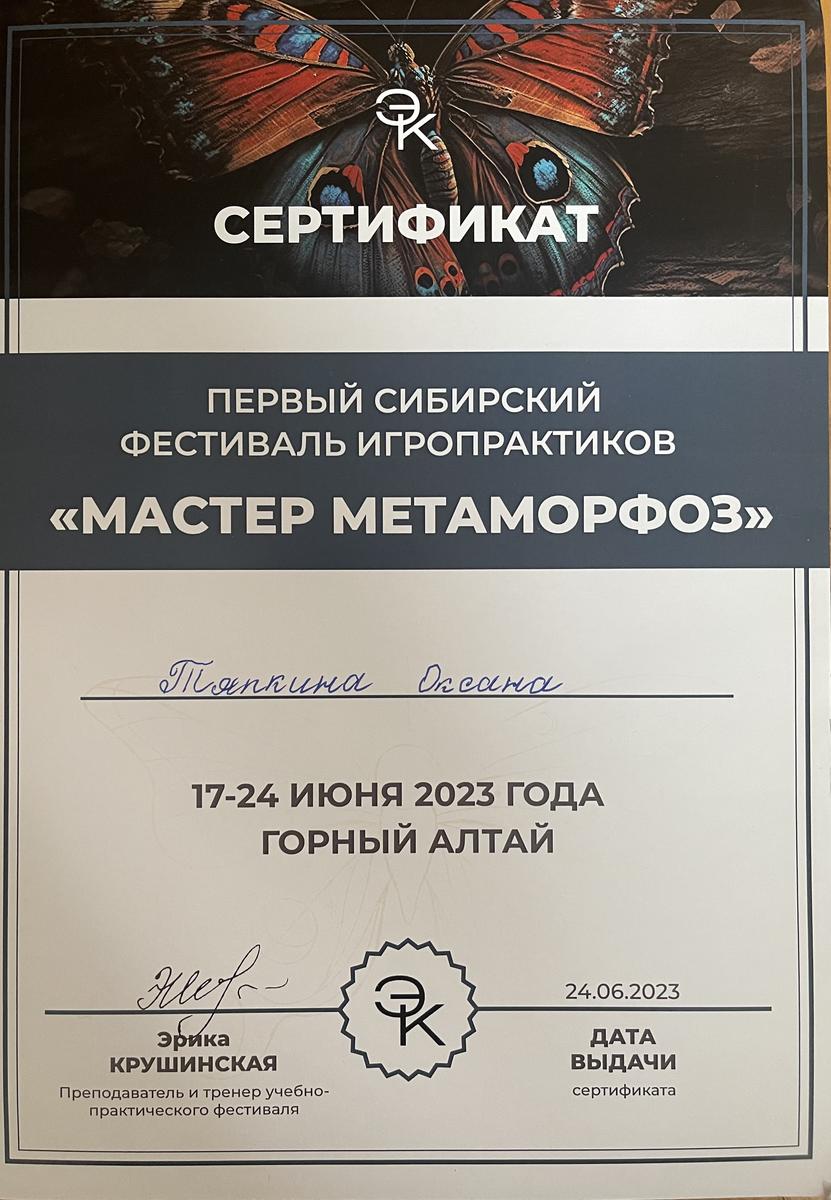 ЭК
СЕРТИФИКАТ
ПЕРВЫЙ СИБИРСКИЙ
ФЕСТИВАЛЬ ИГРОПРАКТИКОВ
«МАСТЕР МЕТАМОРФОЗ»
Тяпкина Оксана
17-24 ИЮНЯ 2023 ГОДА
ГОРНЫЙ АЛТАЙ
ЭК
Эрика
КРУШИНСКАЯ
Преподаватель и тренер учебно-
практического фестиваля
24.06.2023
ДАТА
ВЫДАЧИ
сертификата